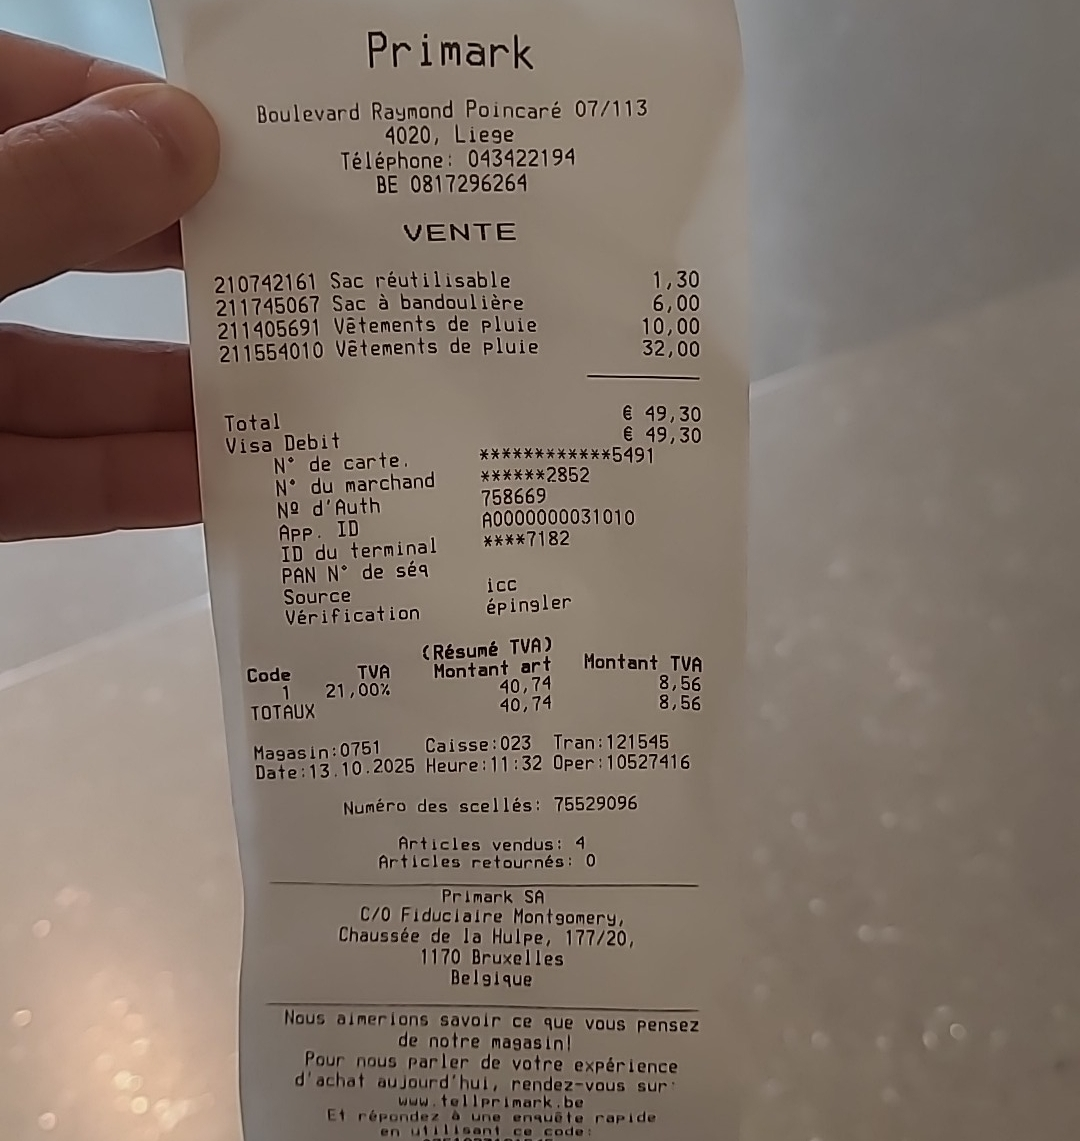 Primark
Boulevard Raymond Poincaré 07/113
4020, Liege
Téléphone: 043422194
BE 0817296264
VENTE
210742161 Sac réutilisable 1,30
211745067 Sac à bandoulière 6,00
211405691 Vêtements de pluie 10,00
211554010 Vêtements de pluie 32,00
Total € 49,30
Visa Debit € 49,30
N° de carte. ************5491
N° du marchand ******2852
Nº d'Auth 758669
App. ID A0000000031010
ID du terminal ****7182
PAN N° de séq
Source icc
Vérification épingler
(Résumé TVA)
Code TVA Montant art Montant TVA
1 21,00% 40,74 8,56
TOTAUX 40,74 8,56
Magasin:0751 Caisse:023 Tran:121545
Date:13.10.2025 Heure:11:32 Oper:10527416
Numéro des scellés: 75529096
Articles vendus: 4
Articles retournés: 0
Primark SA
C/O Fiduciaire Montgomery,
Chaussée de la Hulpe, 177/20,
1170 Bruxelles
Belgique
Nous aimerions savoir ce que vous pensez
de notre magasin!
Pour nous parler de votre expérience
d'achat aujourd'hui, rendez-vous sur:
www.tellprimark.be
Et répondez à une enquête rapide
en utilisant ce code: